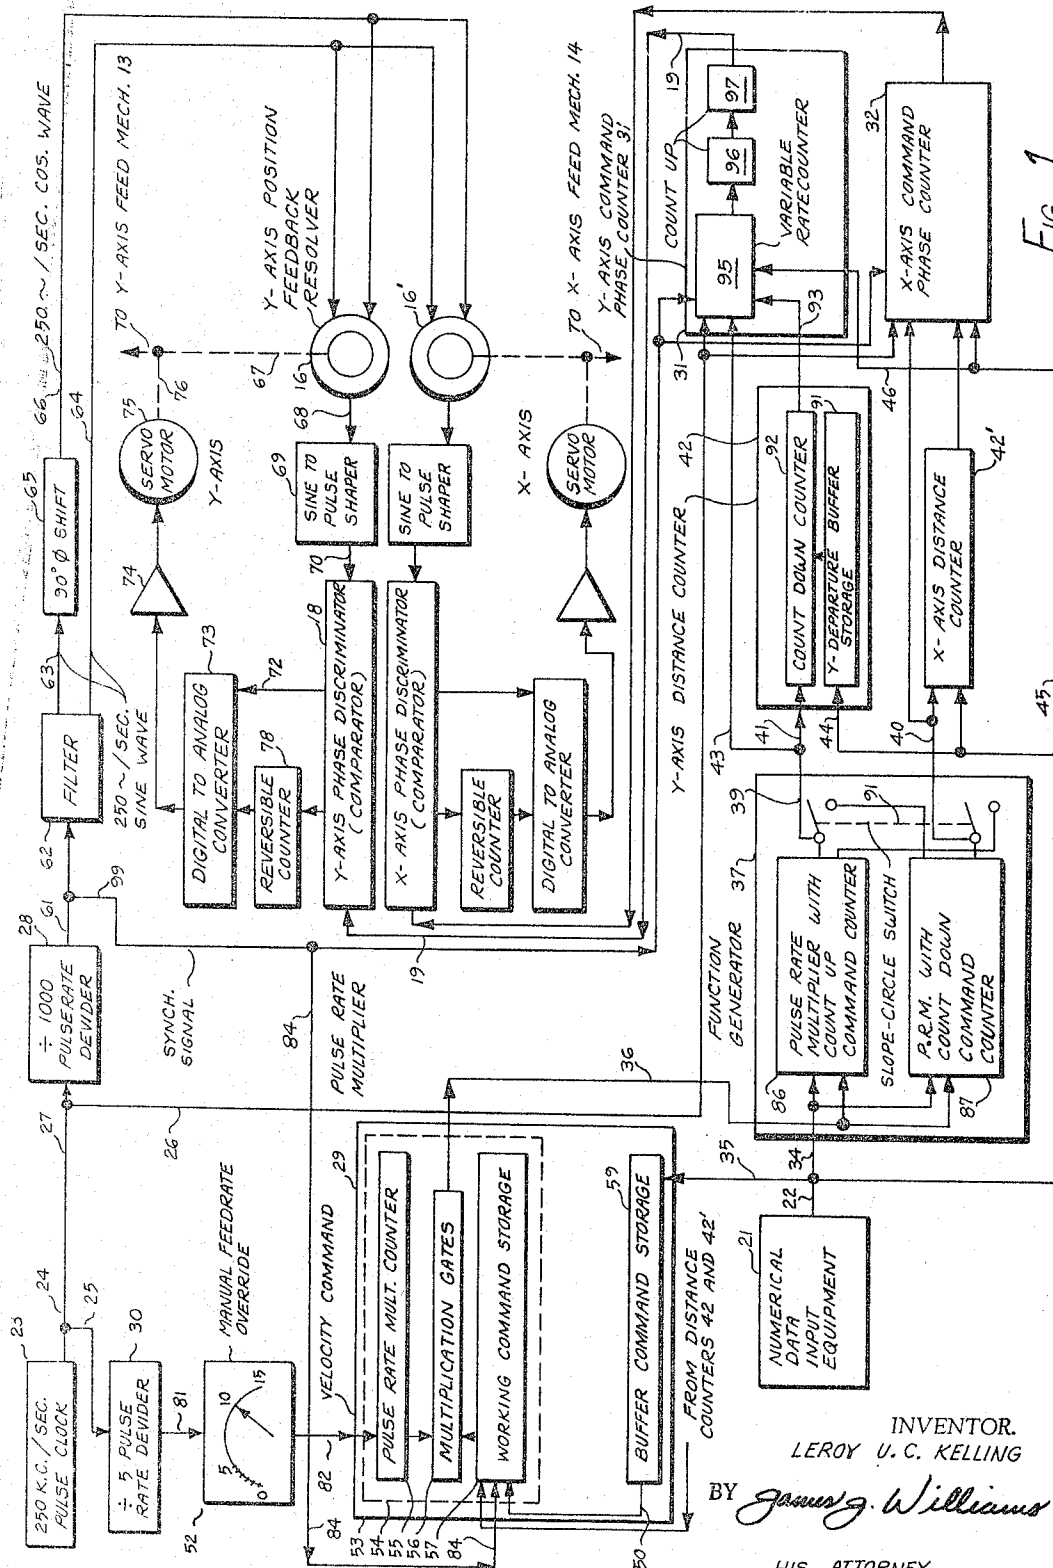 23
250 K.C./SEC.
PULSE CLOCK
24
25
30
÷ 5 PULSE
RATE DEVIDER
81
MANUAL FEEDRATE
OVERRIDE
0
5
10
15
52
27
26
28
÷ 1000
PULSERATE
DEVIDER
61
99
SYNCH.
SIGNAL
62
FILTER
63
250~/SEC.
SINE WAVE
65
90° Ø SHIFT
66
250~/SEC. COS. WAVE
64
TO Y-AXIS FEED MECH. 13
74
75
SERVO
MOTOR
76
Y-AXIS
67
73
DIGITAL TO ANALOG
CONVERTER
72
78
REVERSIBLE
COUNTER
18
Y-AXIS PHASE DISCRIMINATOR
(COMPARATOR)
70
69
SINE TO
PULSE
SHAPER
68
16
Y-AXIS POSITION
FEEDBACK
RESOLVER
16'
SINE TO
PULSE
SHAPER
X-AXIS PHASE DISCRIMINATOR
(COMPARATOR)
REVERSIBLE
COUNTER
DIGITAL TO ANALOG
CONVERTER
X-AXIS
SERVO
MOTOR
TO X-AXIS FEED MECH. 14
19
84
82
VELOCITY COMMAND
29
PULSE RATE
MULTIPLIER
53
54
55
56
57
84
84
PULSE RATE MULT. COUNTER
MULTIPLICATION GATES
WORKING COMMAND STORAGE
59
BUFFER COMMAND STORAGE
50
36
35
FROM DISTANCE
COUNTERS 42 AND 42'
21
NUMERICAL
DATA
INPUT
EQUIPMENT
22
34
FUNCTION
GENERATOR
37
86
PULSE RATE
MULTIPLIER WITH
COUNT UP
COMMAND COUNTER
SLOPE-CIRCLE SWITCH
87
P.R.M. WITH
COUNT DOWN
COMMAND
COUNTER
91
39
40
41
43
44
45
Y-AXIS DISTANCE COUNTER
42
92
COUNT DOWN COUNTER
91
Y-DEPARTURE BUFFER
STORAGE
93
X-AXIS DISTANCE
COUNTER
42'
46
Y-AXIS COMMAND
PHASE COUNTER 31
31
COUNT UP
95
96
97
VARIABLE
RATECOUNTER
19
32
X-AXIS COMMAND
PHASE COUNTER
FIG. 1
INVENTOR.
LEROY U. C. KELLING
BY James J. Williams
HIS ATTORNEY